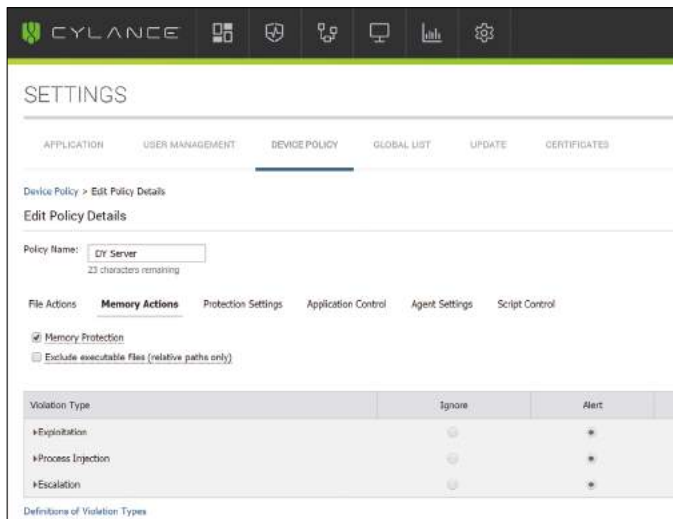 CYLANCE
SETTINGS
APPLICATION USER MANAGEMENT DEVICE POLICY GLOBAL LIST UPDATE CERTIFICATES
Device Policy > Edit Policy Details
Edit Policy Details
Policy Name: DY Server
23 characters remaining
File Actions Memory Actions Protection Settings Application Control Agent Settings Script Control
Memory Protection
Exclude executable files (relative paths only)
Violation Type Ignore Alert
Exploitation
Process Injection
Escalation
Definitions of Violation Types